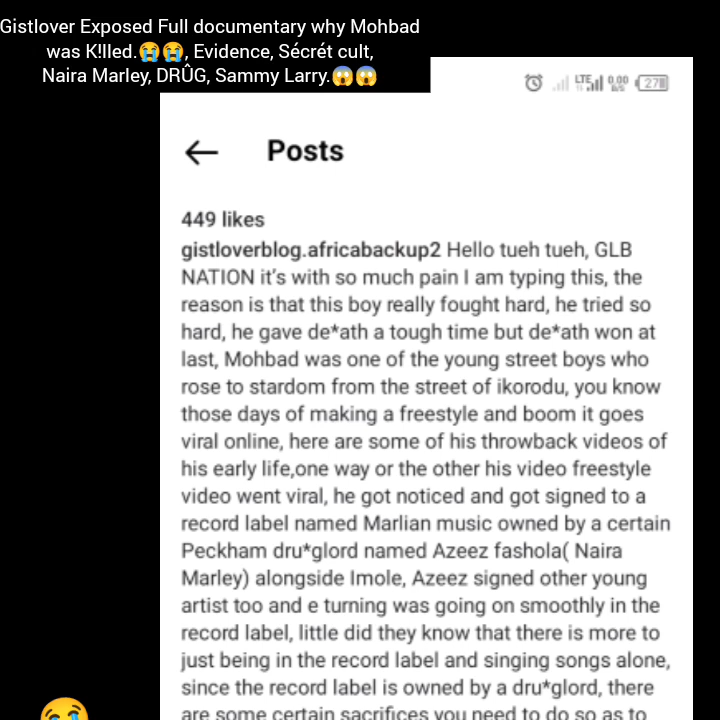 Gistlover Exposed Full documentary why Mohbad
was K!lled.😭😭, Evidence, Sécrét cult,
Naira Marley, DRÛG, Sammy Larry.😱😱
LTE 0.00 27
Posts
449 likes
gistloverblog.africabackup2 Hello tueh tueh, GLB
NATION it's with so much pain I am typing this, the
reason is that this boy really fought hard, he tried so
hard, he gave de*ath a tough time but de*ath won at
last, Mohbad was one of the young street boys who
rose to stardom from the street of ikorodu, you know
those days of making a freestyle and boom it goes
viral online, here are some of his throwback videos of
his early life,one way or the other his video freestyle
video went viral, he got noticed and got signed to a
record label named Marlian music owned by a certain
Peckham dru*glord named Azeez fashola( Naira
Marley) alongside Imole, Azeez signed other young
artist too and e turning was going on smoothly in the
record label, little did they know that there is more to
just being in the record label and singing songs alone,
since the record label is owned by a dru*glord, there
are some certain sacrifices you need to do so as to